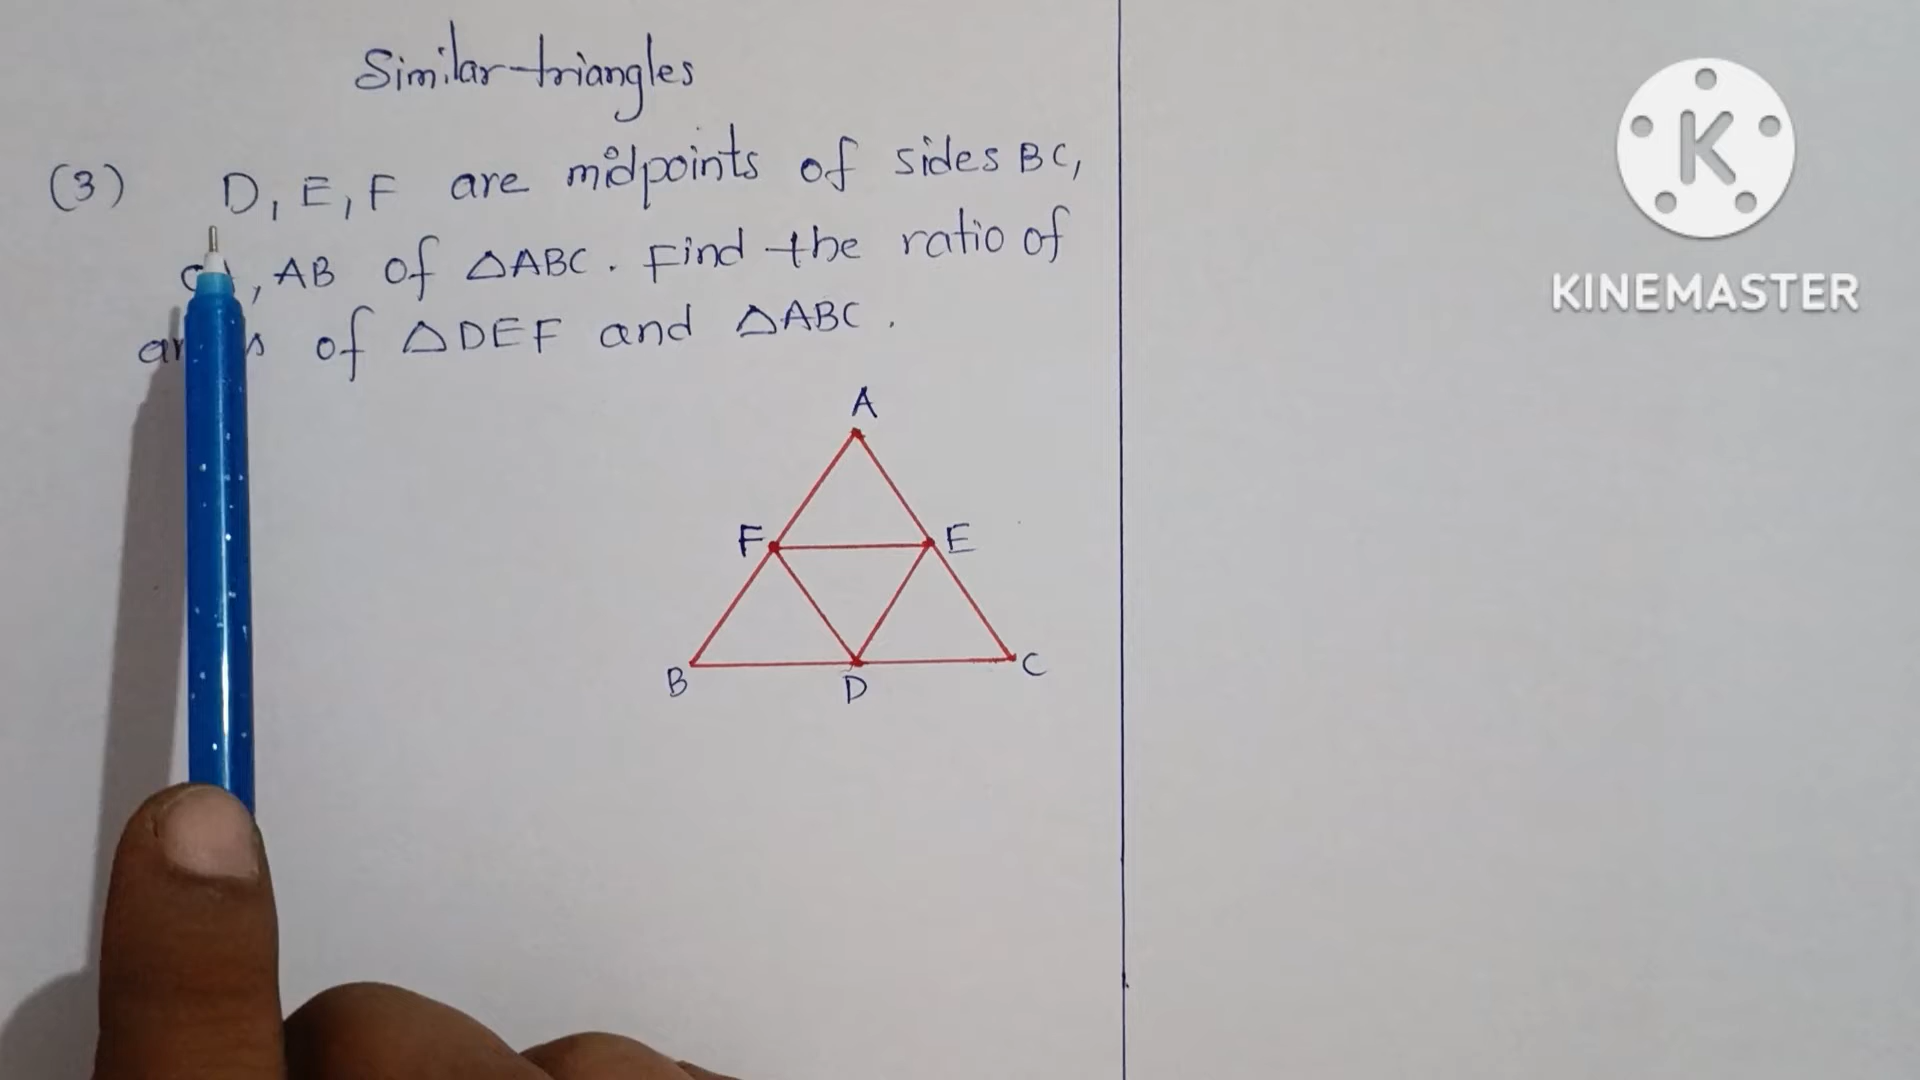 Similar triangles
(3) D, E, F are midpoints of sides BC,
, AB of △ABC. Find the ratio of
of △DEF and △ABC.
A
F E
B D C
K
KINEMASTER